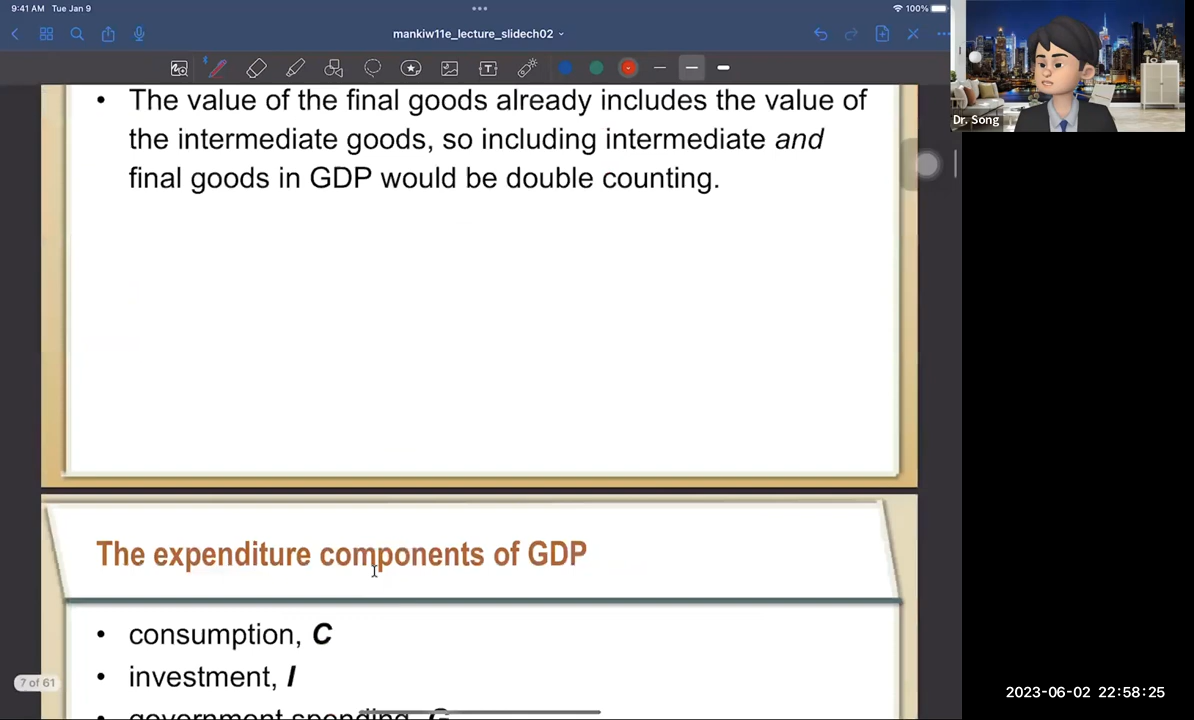 9:41 AM Tue Jan 9
100%
mankiw11e_lecture_slidech02
T
Dr. Song
• The value of the final goods already includes the value of
the intermediate goods, so including intermediate and
final goods in GDP would be double counting.
The expenditure components of GDP
• consumption, C
• investment, I
government spending, G
7 of 61
2023-06-02 22:58:25